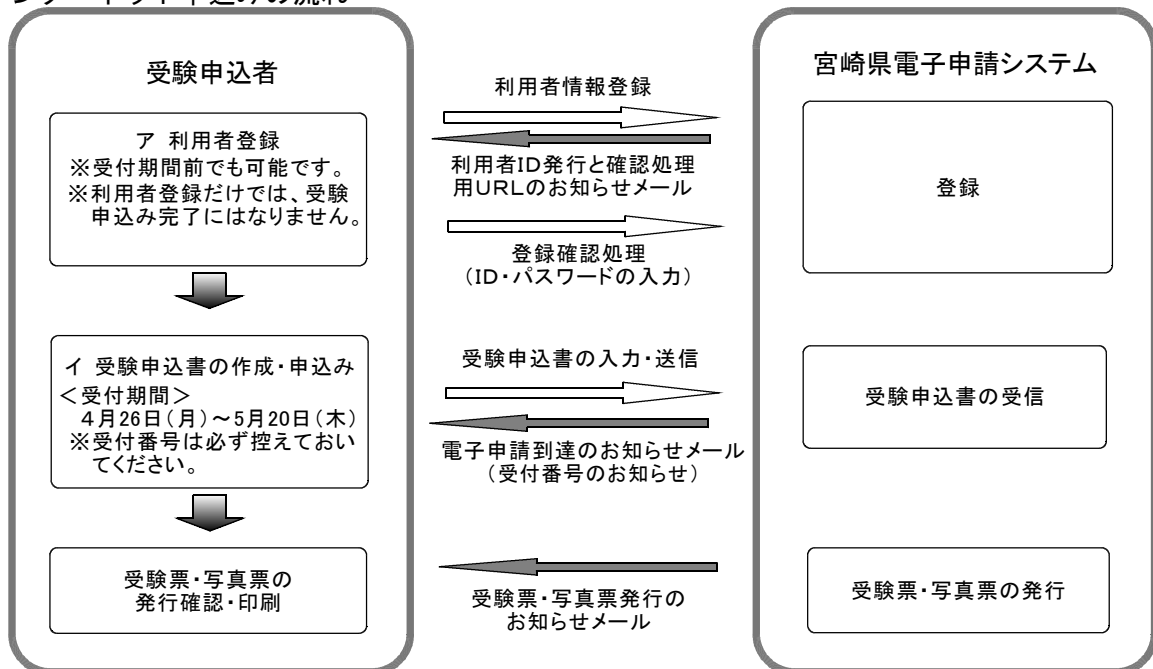 受験申込者
ア 利用者登録
※受付期間前でも可能です。
※利用者登録だけでは、受験
申込み完了にはなりません。
イ 受験申込書の作成・申込み
＜受付期間＞
４月26日(月)～5月20日(木)
※受付番号は必ず控えておい
てください。
受験票・写真票の
発行確認・印刷
利用者情報登録
利用者ID発行と確認処理
用URLのお知らせメール
登録確認処理
(ID・パスワードの入力)
受験申込書の入力・送信
電子申請到達のお知らせメール
(受付番号のお知らせ)
受験票・写真票発行の
お知らせメール
宮崎県電子申請システム
登録
受験申込書の受信
受験票・写真票の発行